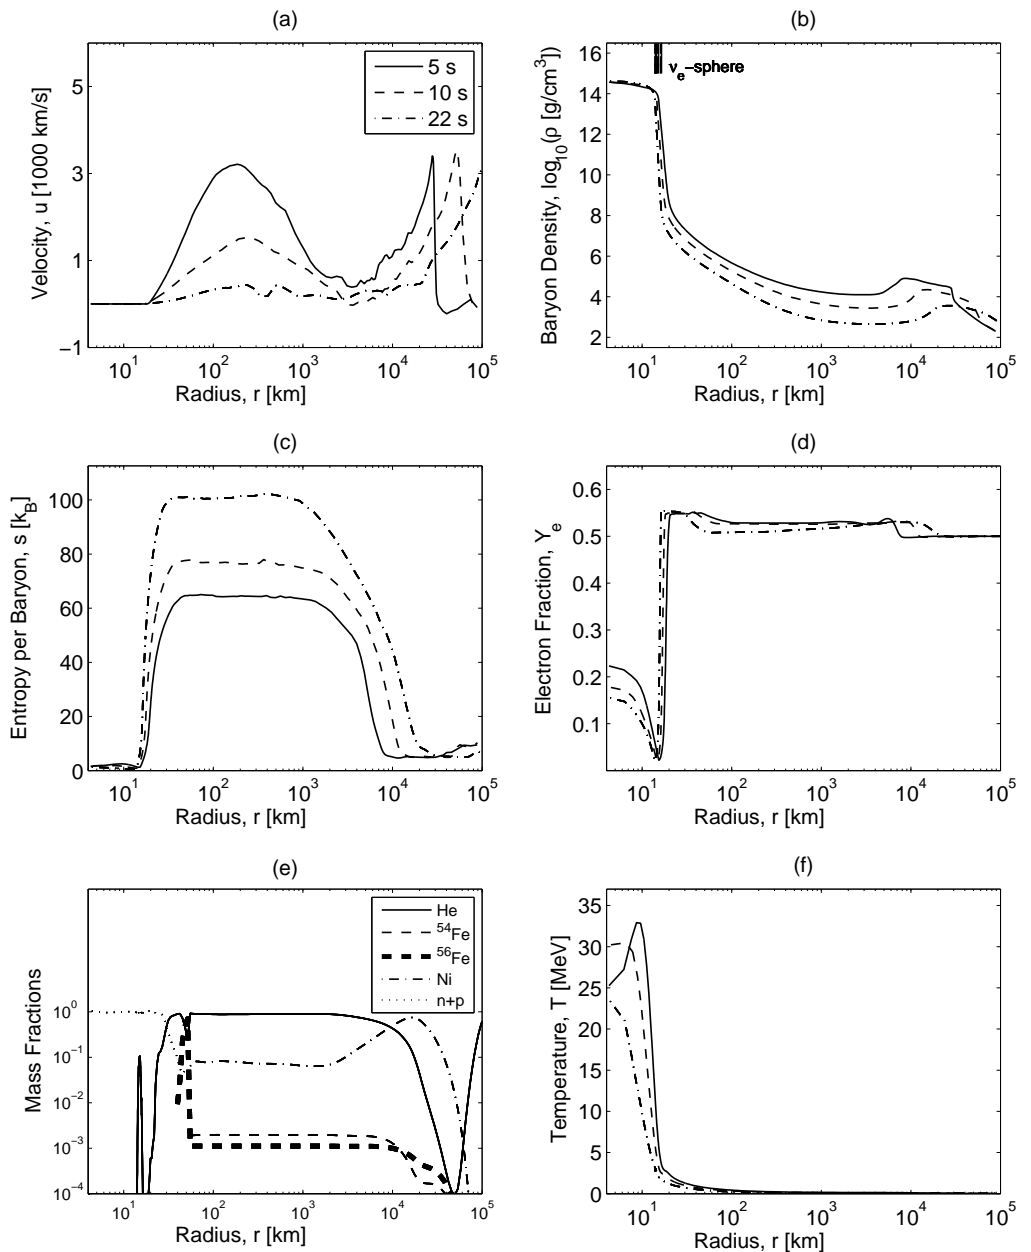 (a)
Velocity, u [1000 km/s]
5
3
1
−1
5 s
10 s
22 s
10^1 10^2 10^3 10^4 10^5
Radius, r [km]
(b)
Baryon Density, log_10(ρ [g/cm^3])
16
14
12
10
8
6
4
2
ν_e−sphere
10^1 10^2 10^3 10^4 10^5
Radius, r [km]
(c)
Entropy per Baryon, s [k_B]
100
80
60
40
20
0
10^1 10^2 10^3 10^4 10^5
Radius, r [km]
(d)
Electron Fraction, Y_e
0.6
0.5
0.4
0.3
0.2
0.1
10^1 10^2 10^3 10^4 10^5
Radius, r [km]
(e)
Mass Fractions
He
^54Fe
^56Fe
Ni
n+p
10^0
10^−1
10^−2
10^−3
10^−4
10^1 10^2 10^3 10^4 10^5
Radius, r [km]
(f)
Temperature, T [MeV]
35
30
25
20
15
10
5
0
10^1 10^2 10^3 10^4 10^5
Radius, r [km]